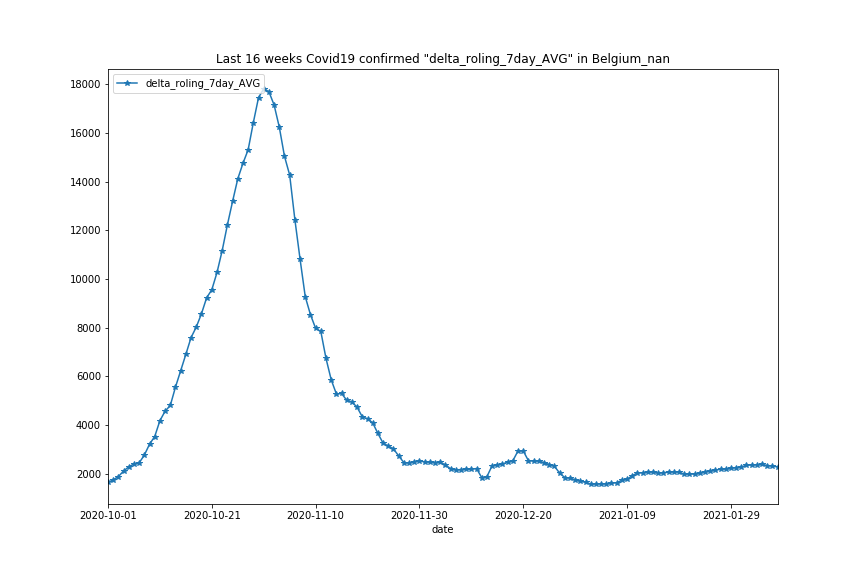 Last 16 weeks Covid19 confirmed "delta_roling_7day_AVG" in Belgium_nan
delta_roling_7day_AVG
18000
16000
14000
12000
10000
8000
6000
4000
2000
2020-10-01 2020-10-21 2020-11-10 2020-11-30 2020-12-20 2021-01-09 2021-01-29
date